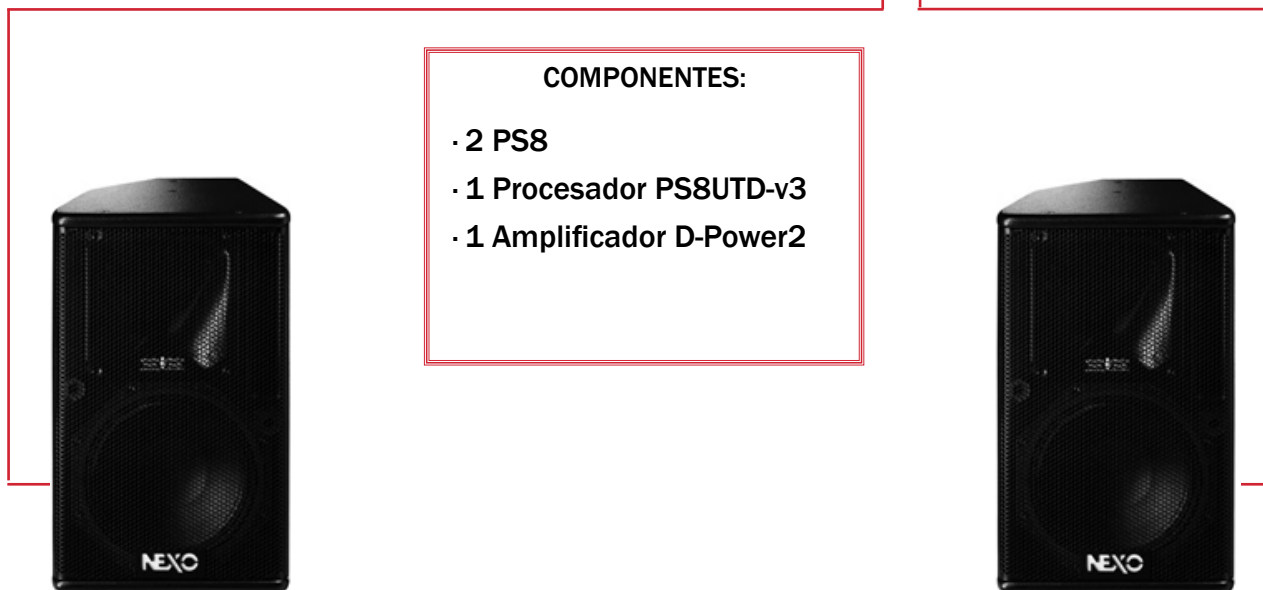 COMPONENTES:
· 2 PS8
· 1 Procesador PS8UTD-v3
· 1 Amplificador D-Power2
NEXO
NEXO